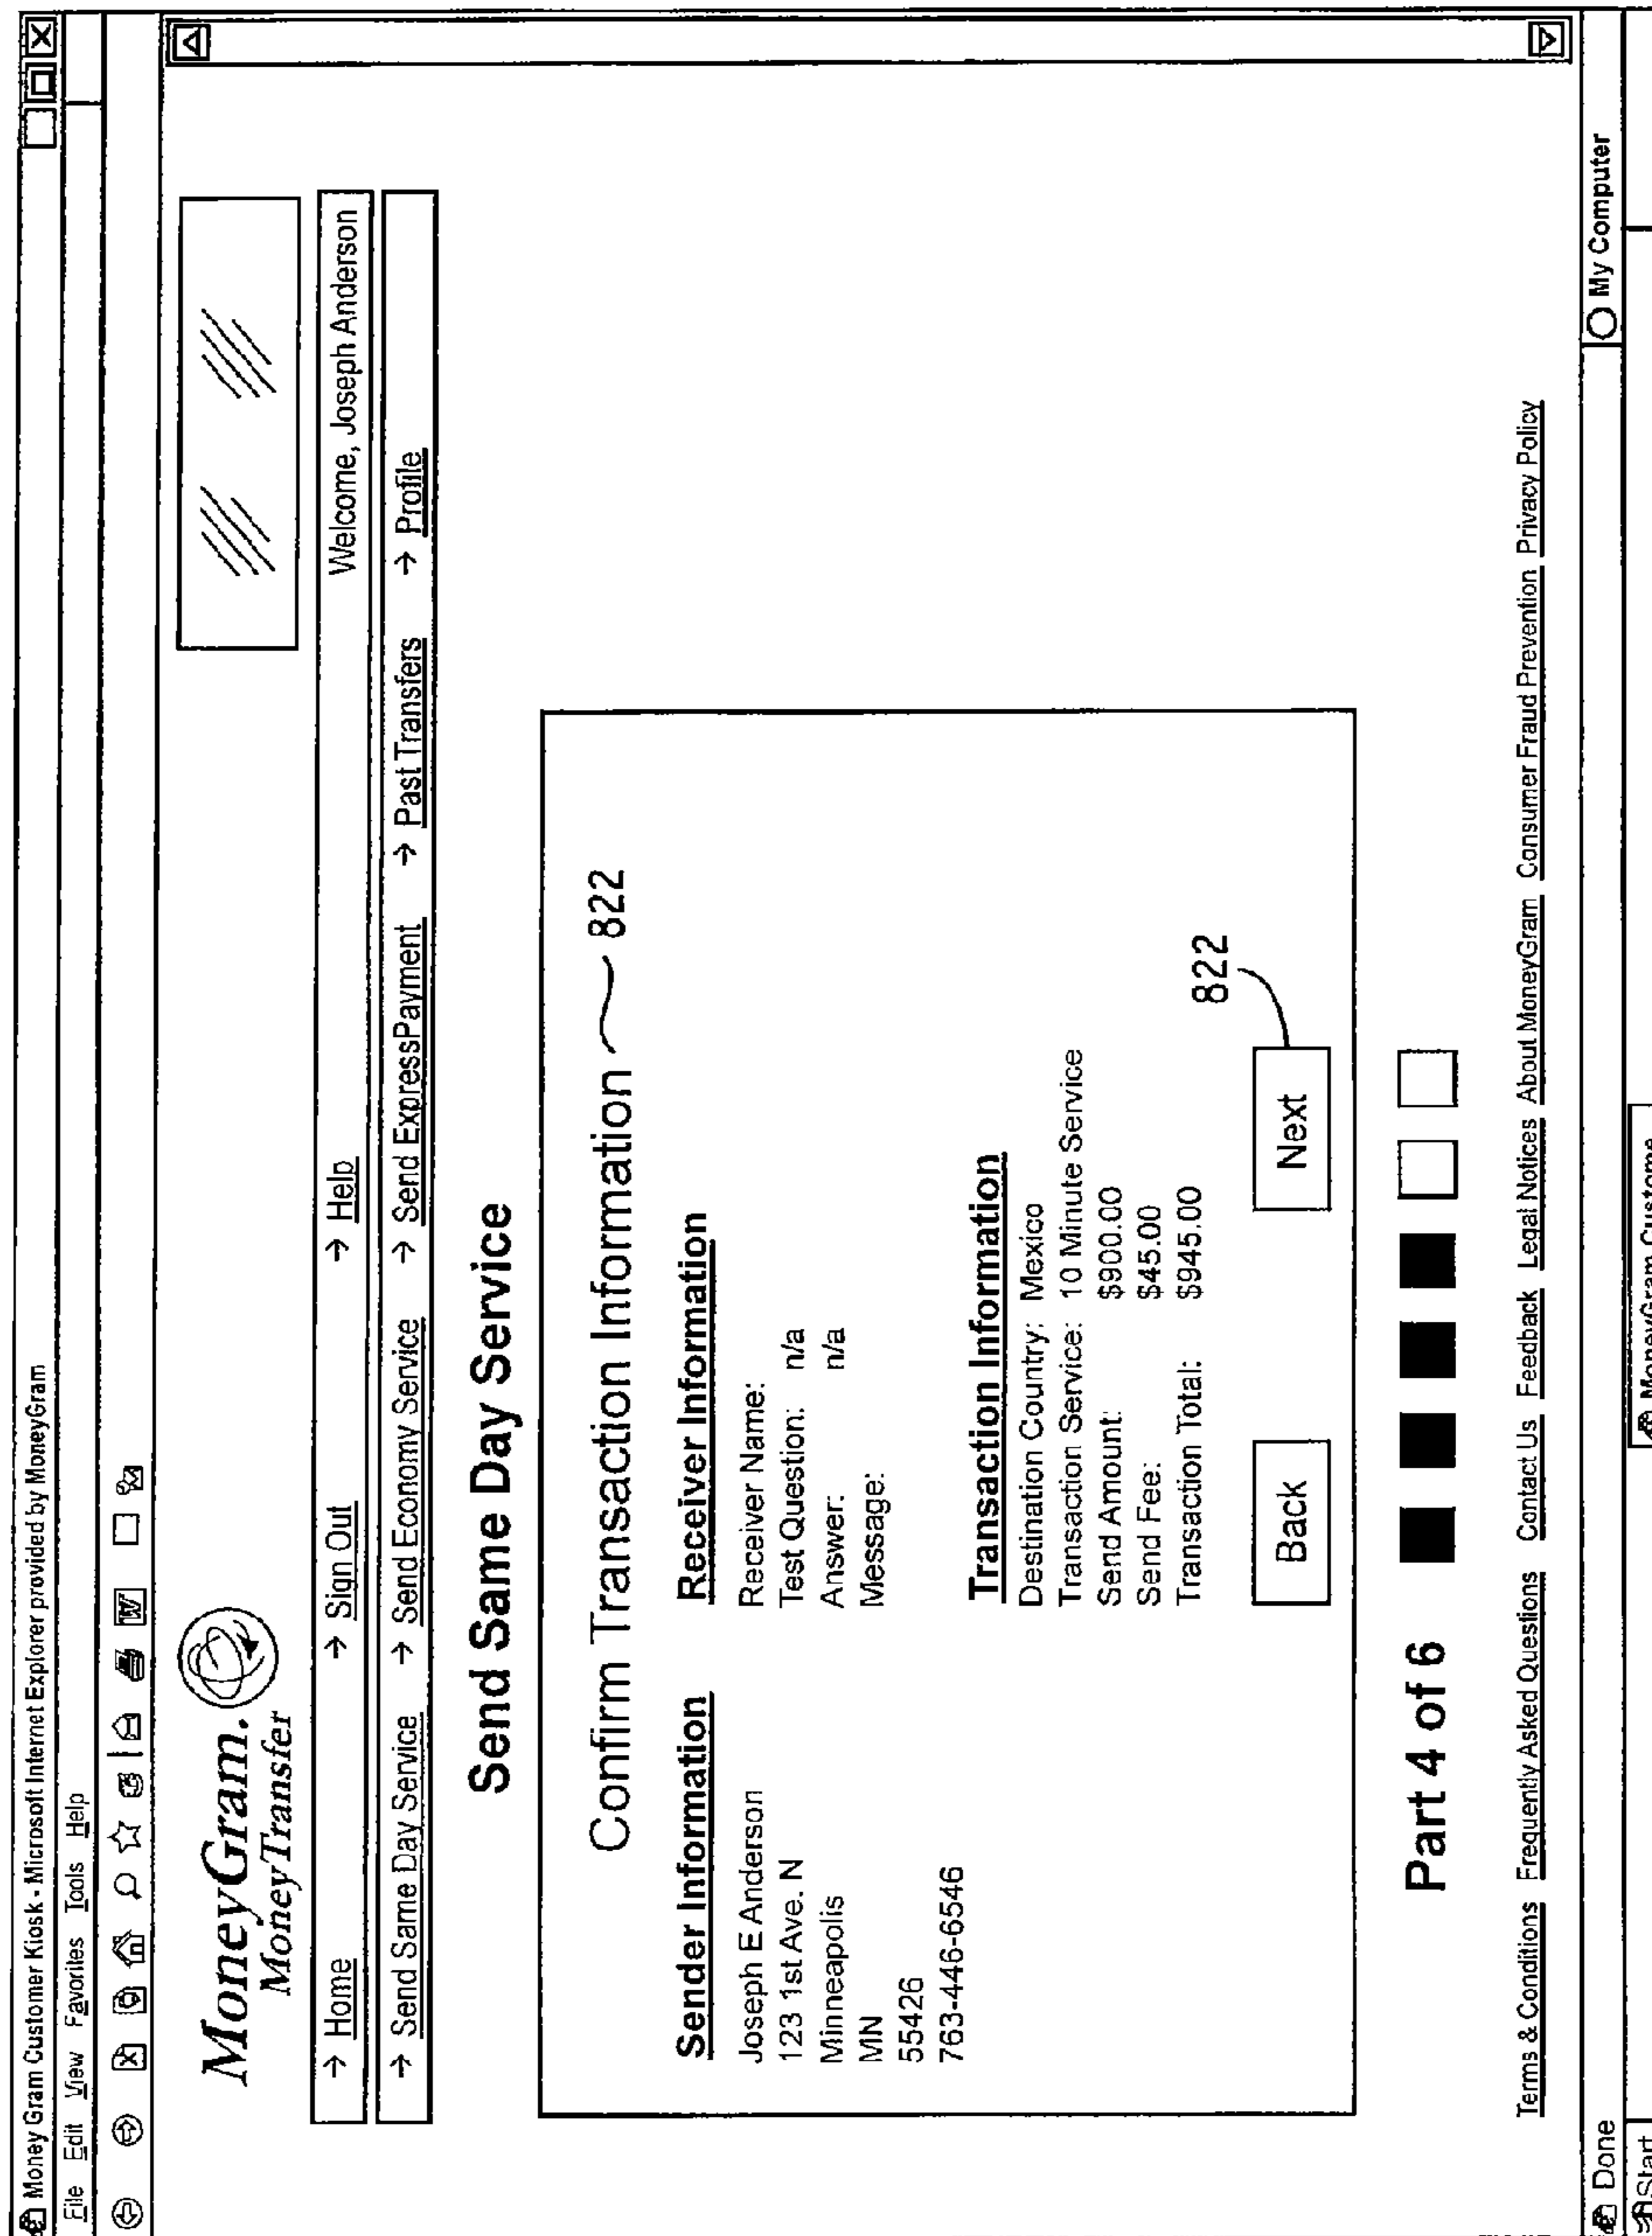 Money Gram Customer Kiosk - Microsoft Internet Explorer provided by MoneyGram
File Edit View Favorites Tools Help
MoneyGram.
MoneyTransfer
→ Home → Sign Out → Help Welcome, Joseph Anderson
→ Send Same Day Service → Send Economy Service → Send ExpressPayment → Past Transfers → Profile
Send Same Day Service
Confirm Transaction Information 822
Sender Information
Joseph E Anderson
123 1st Ave. N
Minneapolis
MN
55426
763-446-6546
Receiver Information
Receiver Name:
Test Question: n/a
Answer: n/a
Message:
Transaction Information
Destination Country: Mexico
Transaction Service: 10 Minute Service
Send Amount: $900.00
Send Fee: $45.00
Transaction Total: $945.00
822
Back Next
Part 4 of 6
Terms & Conditions Frequently Asked Questions Contact Us Feedback Legal Notices About MoneyGram Consumer Fraud Prevention Privacy Policy
Done My Computer
Start MoneyGram Custome